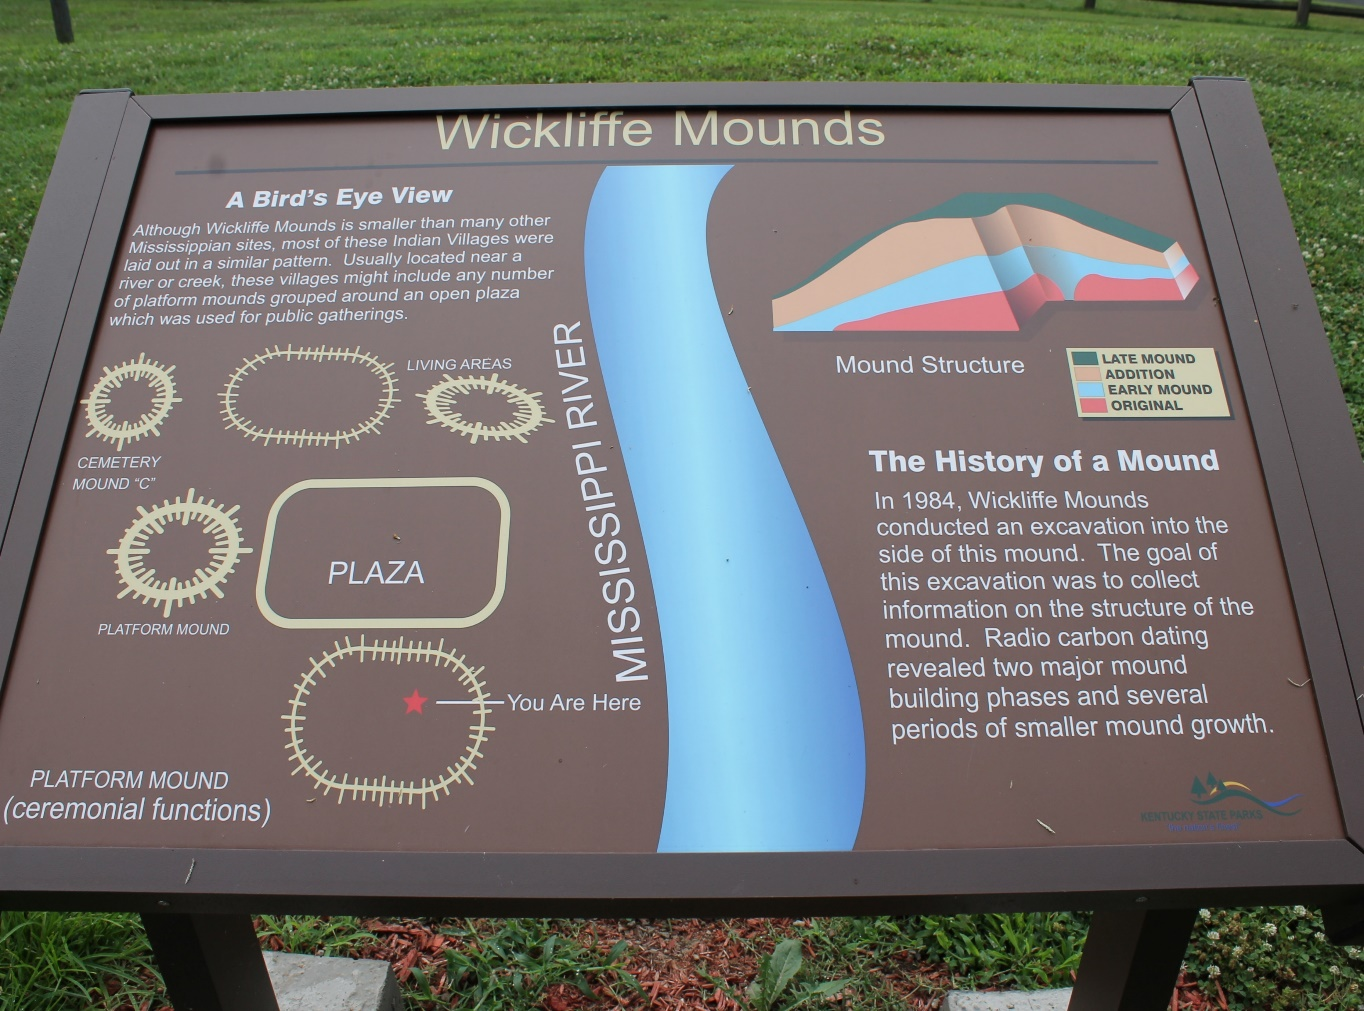 Wickliffe Mounds
A Bird's Eye View
Although Wickliffe Mounds is smaller than many other
Mississippian sites, most of these Indian Villages were
laid out in a similar pattern.  Usually located near a
river or creek, these villages might include any number
of platform mounds grouped around an open plaza
which was used for public gatherings.
LIVING AREAS
CEMETERY
MOUND "C"
PLAZA
PLATFORM MOUND
You Are Here
PLATFORM MOUND
(ceremonial functions)
MISSISSIPPI RIVER
Mound Structure
LATE MOUND
ADDITION
EARLY MOUND
ORIGINAL
The History of a Mound
In 1984, Wickliffe Mounds
conducted an excavation into the
side of this mound.  The goal of
this excavation was to collect
information on the structure of the
mound.  Radio carbon dating
revealed two major mound
building phases and several
periods of smaller mound growth.
KENTUCKY STATE PARKS